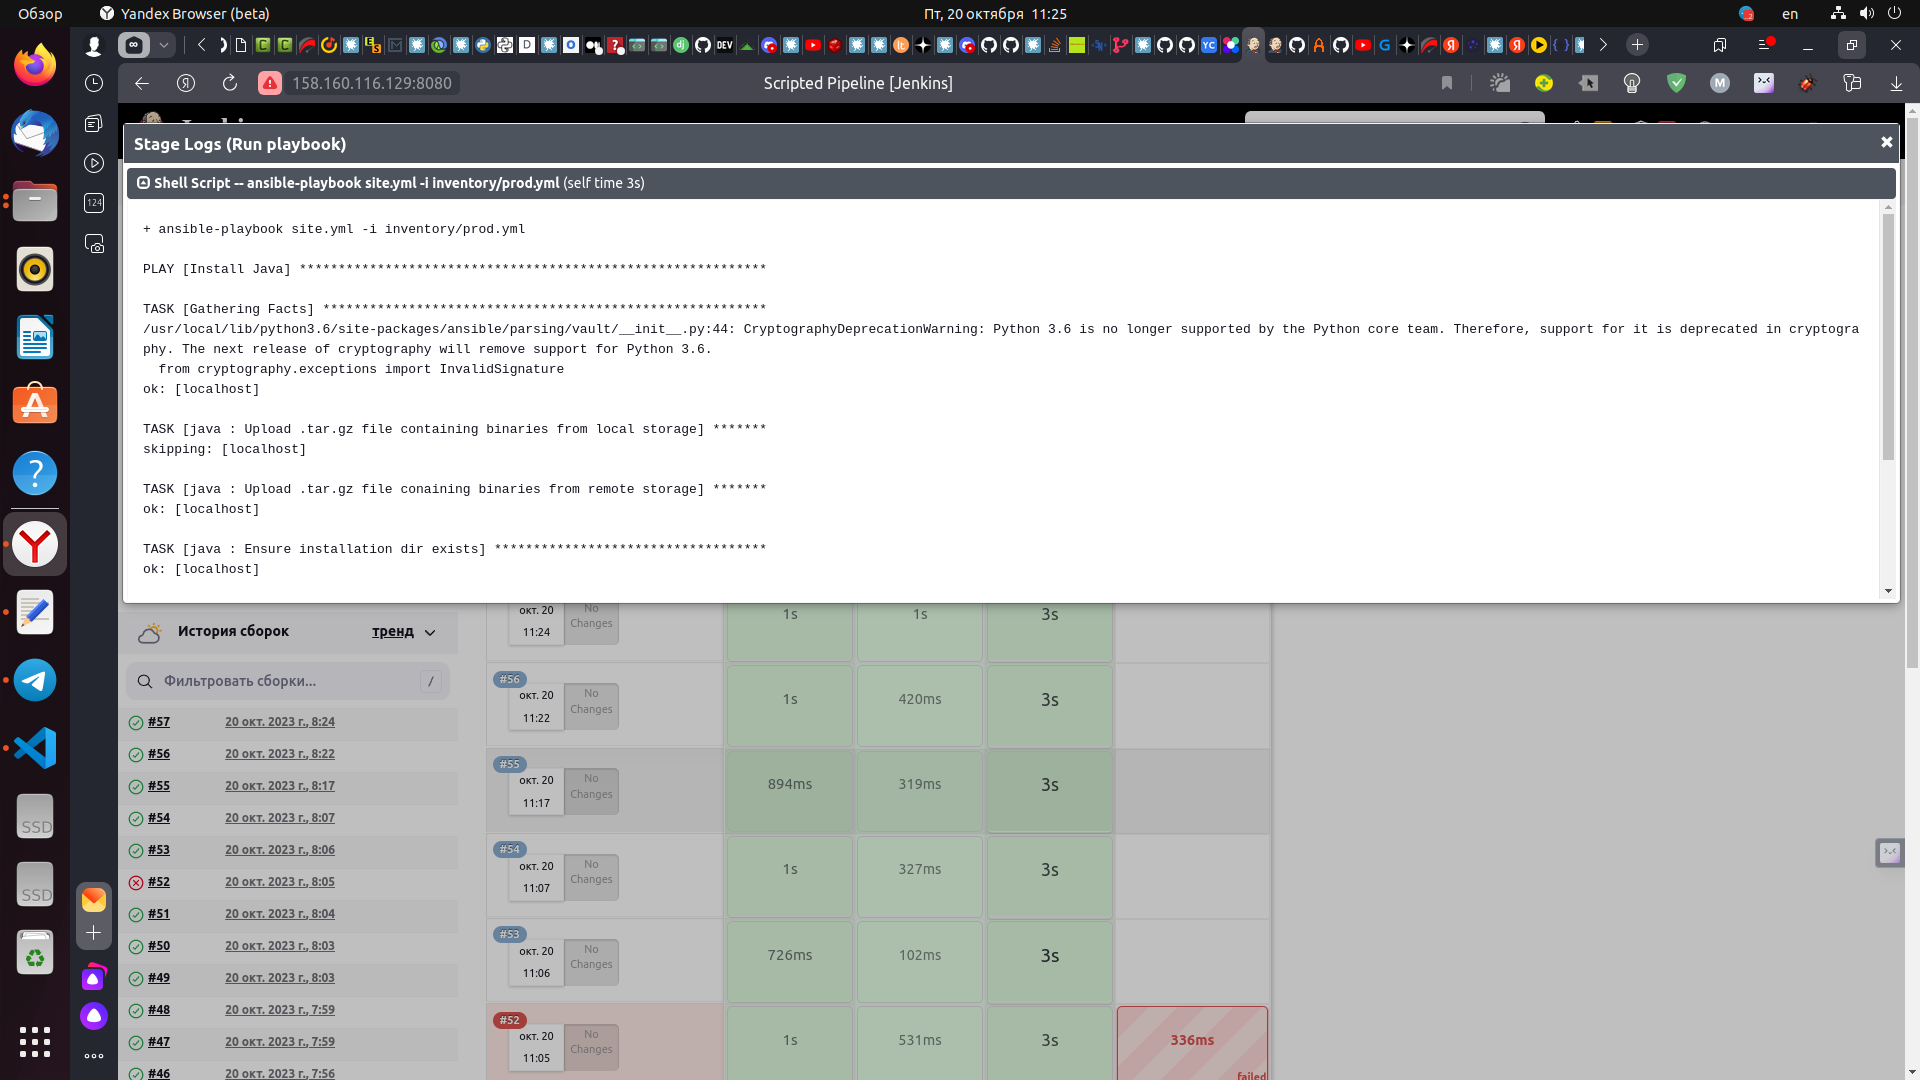 Обзор
Yandex Browser (beta)
Пт, 20 октября 11:25
en
158.160.116.129:8080
Scripted Pipeline [Jenkins]
Stage Logs (Run playbook)
Shell Script -- ansible-playbook site.yml -i inventory/prod.yml (self time 3s)
+ ansible-playbook site.yml -i inventory/prod.yml
PLAY [Install Java] ************************************************************
TASK [Gathering Facts] *********************************************************
/usr/local/lib/python3.6/site-packages/ansible/parsing/vault/__init__.py:44: CryptographyDeprecationWarning: Python 3.6 is no longer supported by the Python core team. Therefore, support for it is deprecated in cryptogra
phy. The next release of cryptography will remove support for Python 3.6.
from cryptography.exceptions import InvalidSignature
ok: [localhost]
TASK [java : Upload .tar.gz file containing binaries from local storage] *******
skipping: [localhost]
TASK [java : Upload .tar.gz file conaining binaries from remote storage] *******
ok: [localhost]
TASK [java : Ensure installation dir exists] ***********************************
ok: [localhost]
История сборок
тренд
Фильтровать сборки...
/
#57 20 окт. 2023 г., 8:24
#56 20 окт. 2023 г., 8:22
#55 20 окт. 2023 г., 8:17
#54 20 окт. 2023 г., 8:07
#53 20 окт. 2023 г., 8:06
#52 20 окт. 2023 г., 8:05
#51 20 окт. 2023 г., 8:04
#50 20 окт. 2023 г., 8:03
#49 20 окт. 2023 г., 8:03
#48 20 окт. 2023 г., 7:59
#47 20 окт. 2023 г., 7:59
#46 20 окт. 2023 г., 7:56
окт. 20
11:24
No
Changes
1s
1s
3s
#56
окт. 20
11:22
No
Changes
1s
420ms
3s
#55
окт. 20
11:17
No
Changes
894ms
319ms
3s
#54
окт. 20
11:07
No
Changes
1s
327ms
3s
#53
окт. 20
11:06
No
Changes
726ms
102ms
3s
#52
окт. 20
11:05
No
Changes
1s
531ms
3s
336ms
failed
SSD
SSD
124